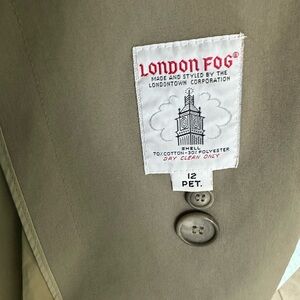 LONDON FOG®
MADE AND STYLED BY THE
LONDONTOWN CORPORATION
SHELL
70% COTTON-30% POLYESTER
DRY CLEAN ONLY
12
PET.